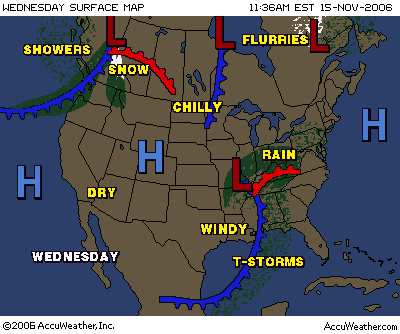 WEDNESDAY SURFACE MAP 11:36AM EST 15-NOV-2006
L L L
SHOWERS FLURRIES
SNOW
CHILLY
H
H RAIN
H L
DRY
WINDY
WEDNESDAY T-STORMS
©2006 AccuWeather, Inc. AccuWeather.com